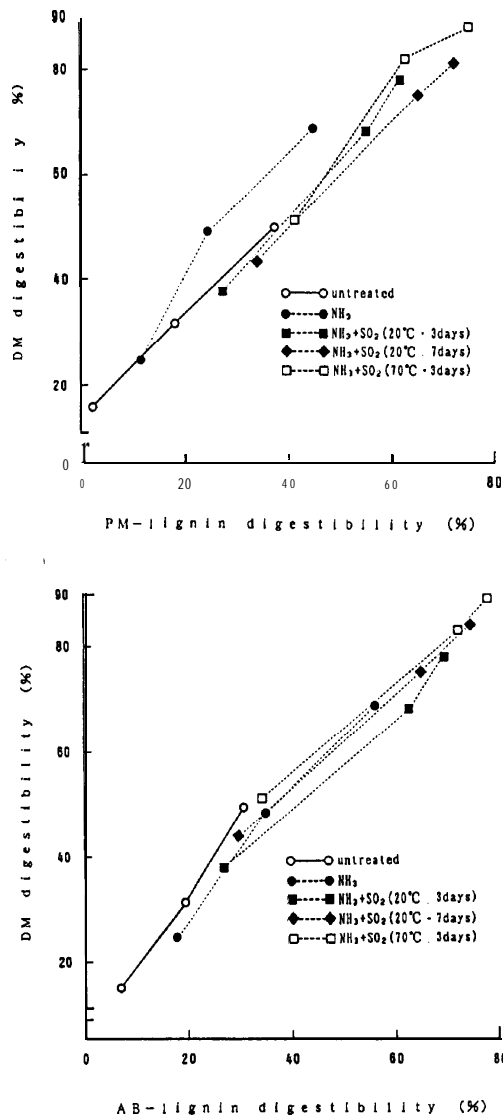 90
80
60
40
20
0
DM digestibi i y %)
untreated
NH₃
NH₃+SO₂(20℃・3days)
NH₃+SO₂(20℃. 7days)
NH₃+SO₂(70℃・3days)
0 20 40 60 80
PM-lignin digestibility (%)
90
80
60
40
20
DM digestibility (%)
untreated
NH₃
NH₃+SO₂(20℃. 3days)
NH₃+SO₂(20℃・7days)
NH₃+SO₂(70℃. 3days)
0 20 40 60 80
AB-lignin digestibility (%)